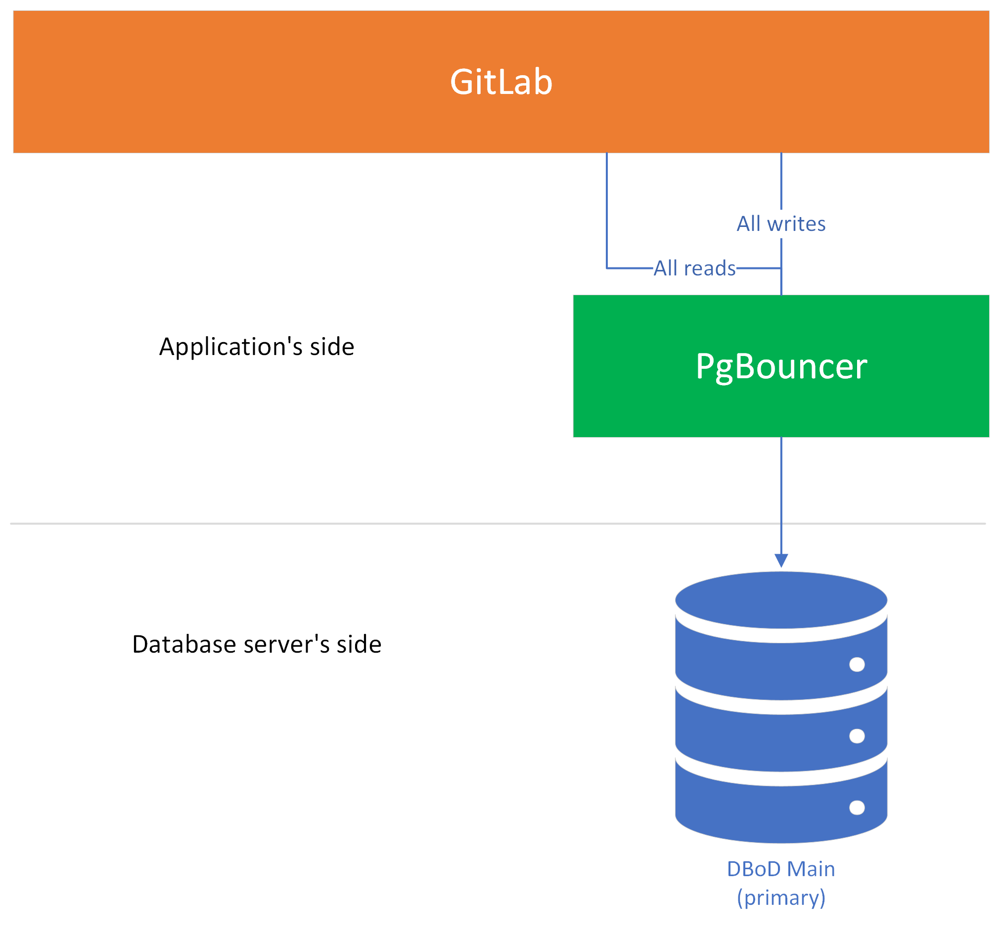 GitLab
All writes
All reads
Application's side
PgBouncer
Database server's side
DBoD Main
(primary)